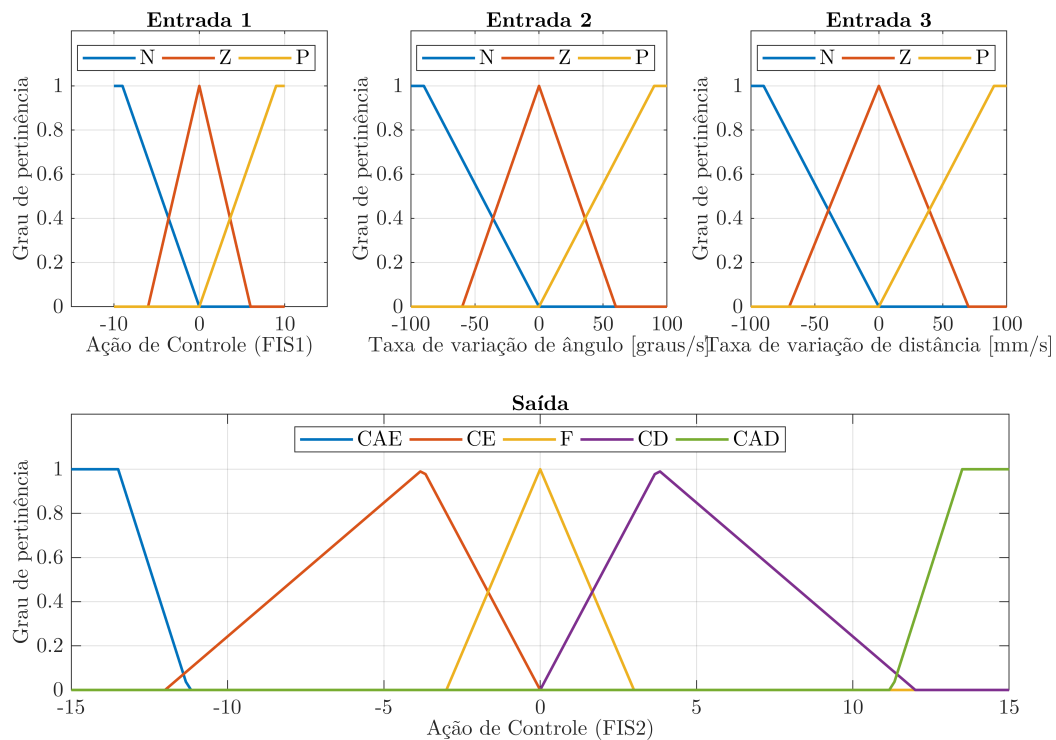 Entrada 1
N Z P
Grau de pertinência
1
0.8
0.6
0.4
0.2
0
-10 0 10
Ação de Controle (FIS1)
Entrada 2
N Z P
Grau de pertinência
1
0.8
0.6
0.4
0.2
0
-100 -50 0 50 100
Taxa de variação de ângulo [graus/s]
Entrada 3
N Z P
Grau de pertinência
1
0.8
0.6
0.4
0.2
0
-100 -50 0 50 100
Taxa de variação de distância [mm/s]
Saída
CAE CE F CD CAD
Grau de pertinência
1
0.8
0.6
0.4
0.2
0
-15 -10 -5 0 5 10 15
Ação de Controle (FIS2)